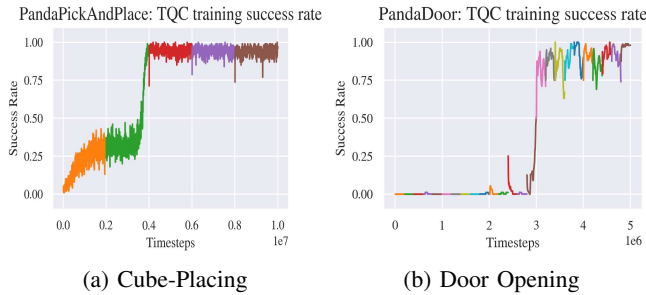 PandaPickAndPlace: TQC training success rate
1.00
0.75
0.50
0.25
0.00
Success Rate
0.0 0.2 0.4 0.6 0.8 1.0
Timesteps
1e7
(a) Cube-Placing
PandaDoor: TQC training success rate
1.00
0.75
0.50
0.25
0.00
Success Rate
0 1 2 3 4 5
Timesteps
1e6
(b) Door Opening